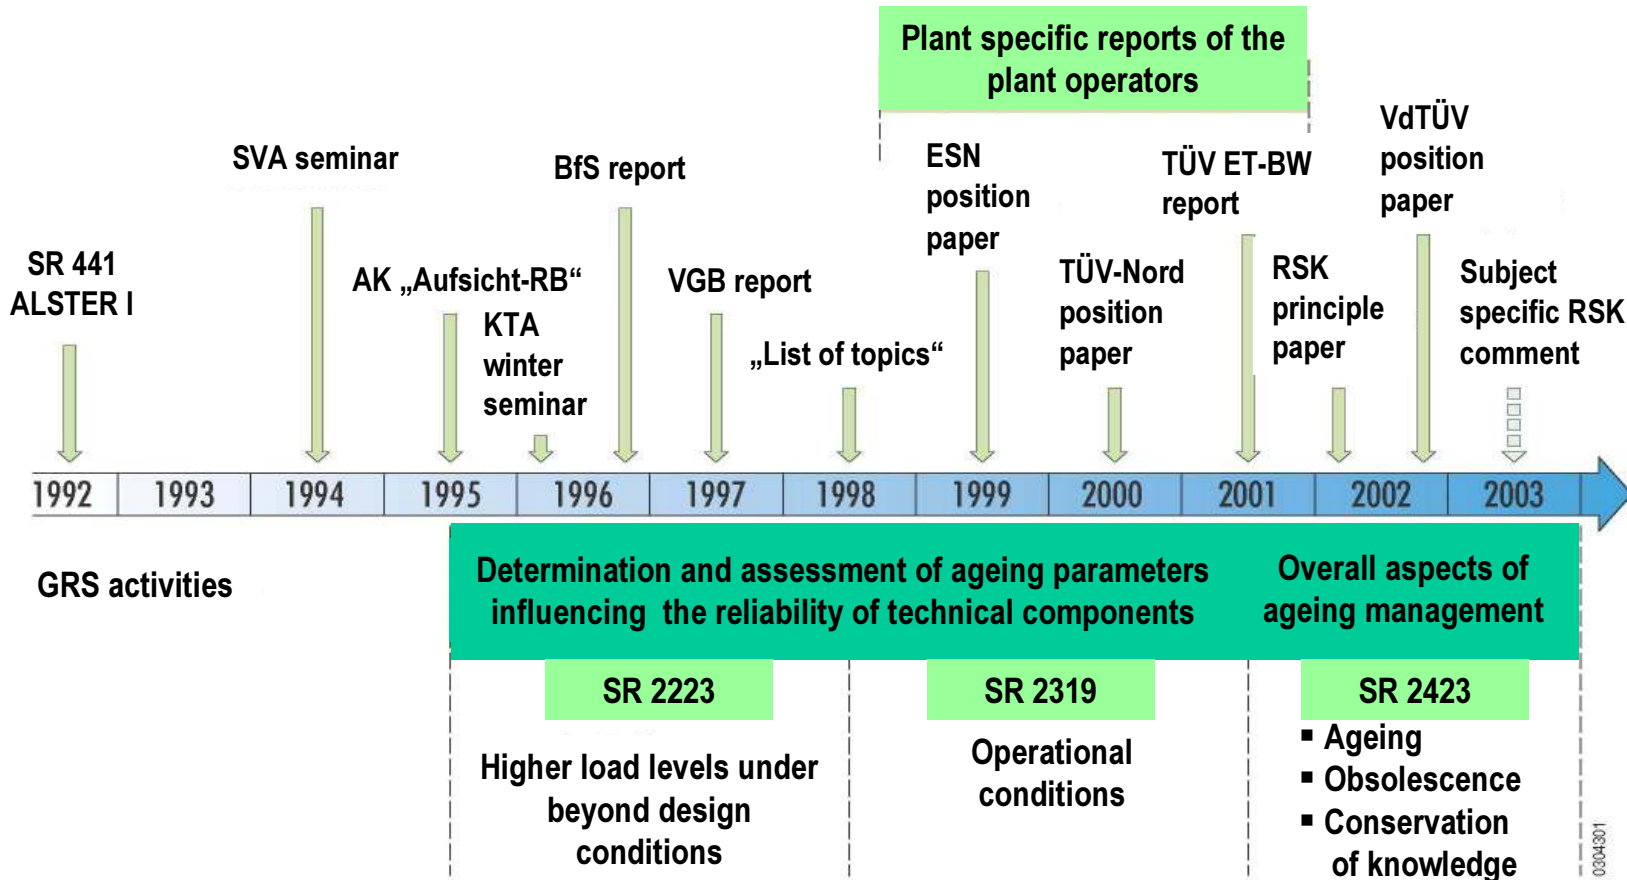 Plant specific reports of the
plant operators
SVA seminar
BfS report
ESN
position
paper
TÜV ET-BW
report
VdTÜV
position
paper
SR 441
ALSTER I
AK „Aufsicht-RB“
KTA
winter
seminar
VGB report
„List of topics“
TÜV-Nord
position
paper
RSK
principle
paper
Subject
specific RSK
comment
1992 1993 1994 1995 1996 1997 1998 1999 2000 2001 2002 2003
GRS activities
Determination and assessment of ageing parameters
influencing the reliability of technical components
Overall aspects of
ageing management
SR 2223
Higher load levels under
beyond design
conditions
SR 2319
Operational
conditions
SR 2423
▪ Ageing
▪ Obsolescence
▪ Conservation
of knowledge
0304301